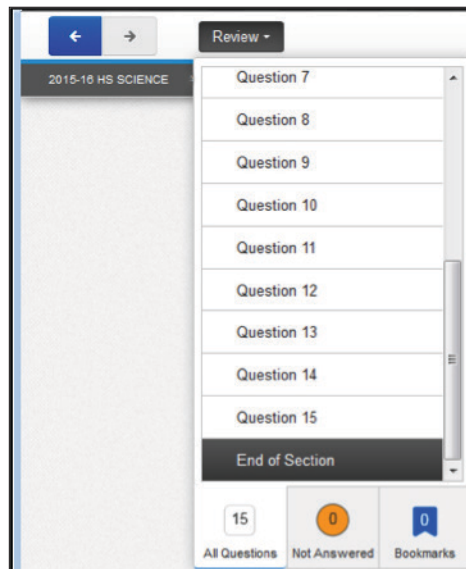 Review
2015-16 HS SCIENCE
Question 7
Question 8
Question 9
Question 10
Question 11
Question 12
Question 13
Question 14
Question 15
End of Section
15
0
0
All Questions
Not Answered
Bookmarks